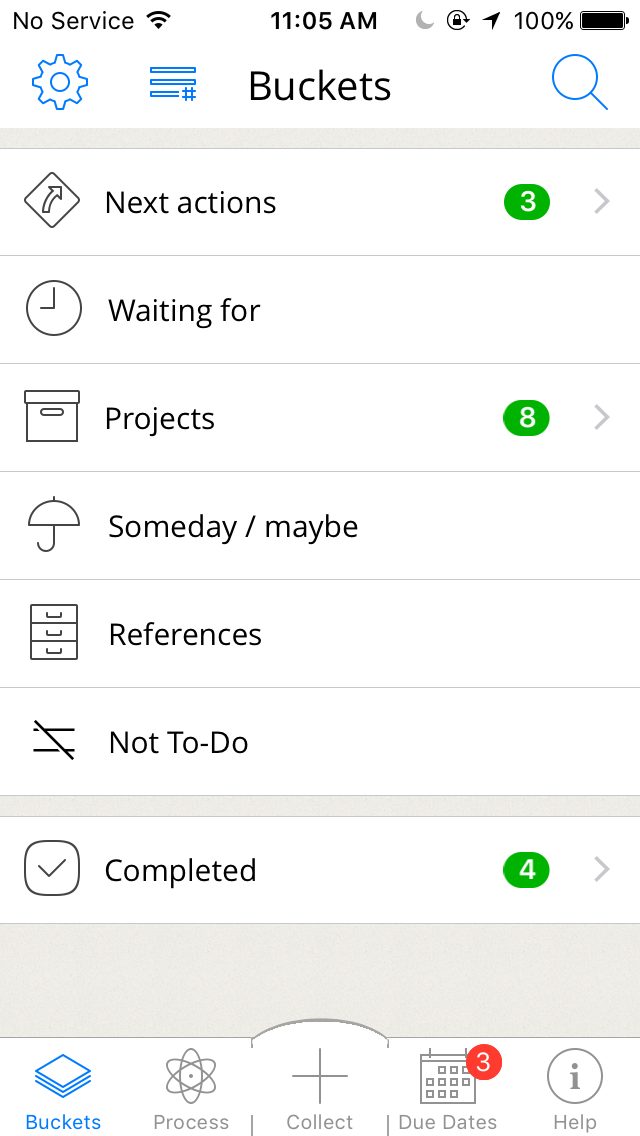 No Service 11:05 AM 100%
# Buckets
Next actions 3
Waiting for
Projects 8
Someday / maybe
References
Not To-Do
Completed 4
3
Buckets Process | Collect | Due Dates Help